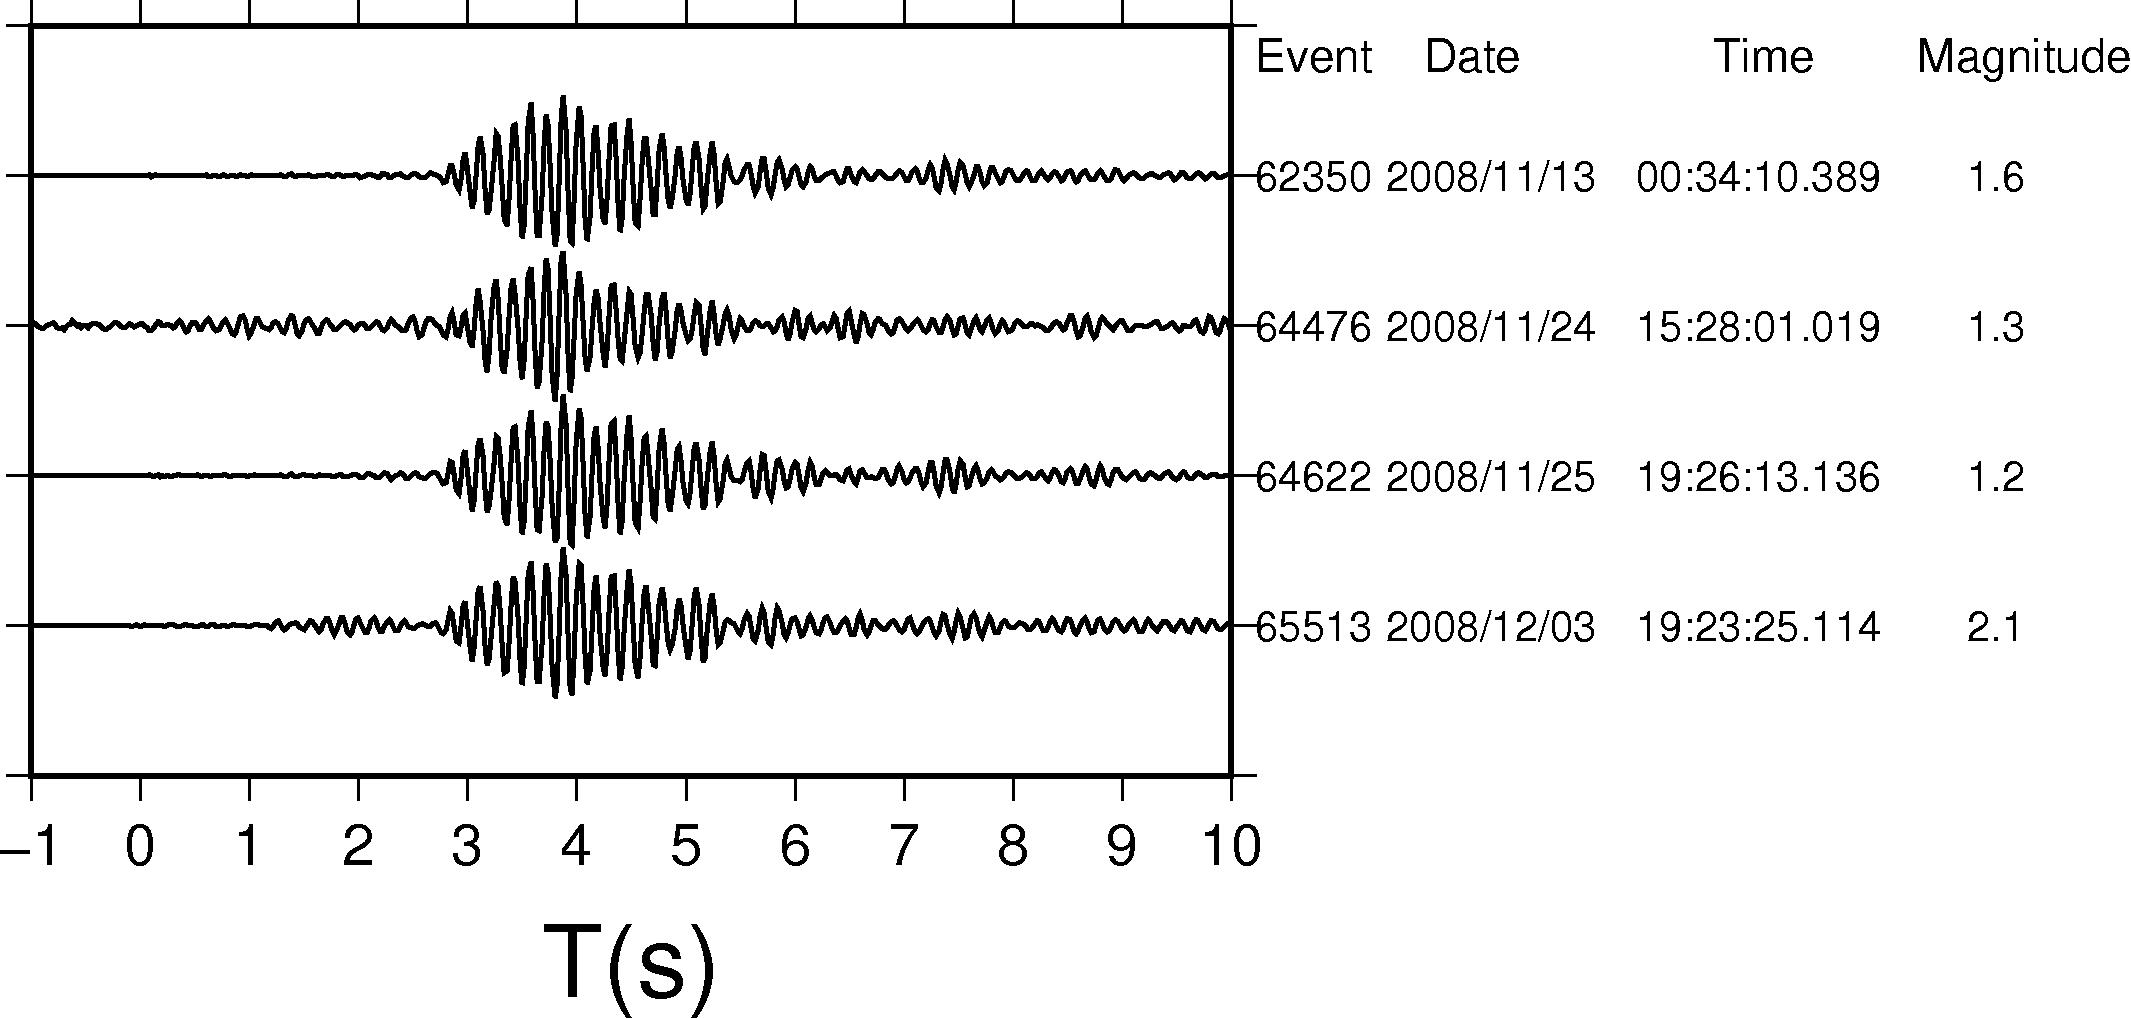 Event Date Time Magnitude
62350 2008/11/13 00:34:10.389 1.6
64476 2008/11/24 15:28:01.019 1.3
64622 2008/11/25 19:26:13.136 1.2
65513 2008/12/03 19:23:25.114 2.1
−1 0 1 2 3 4 5 6 7 8 9 10
T(s)